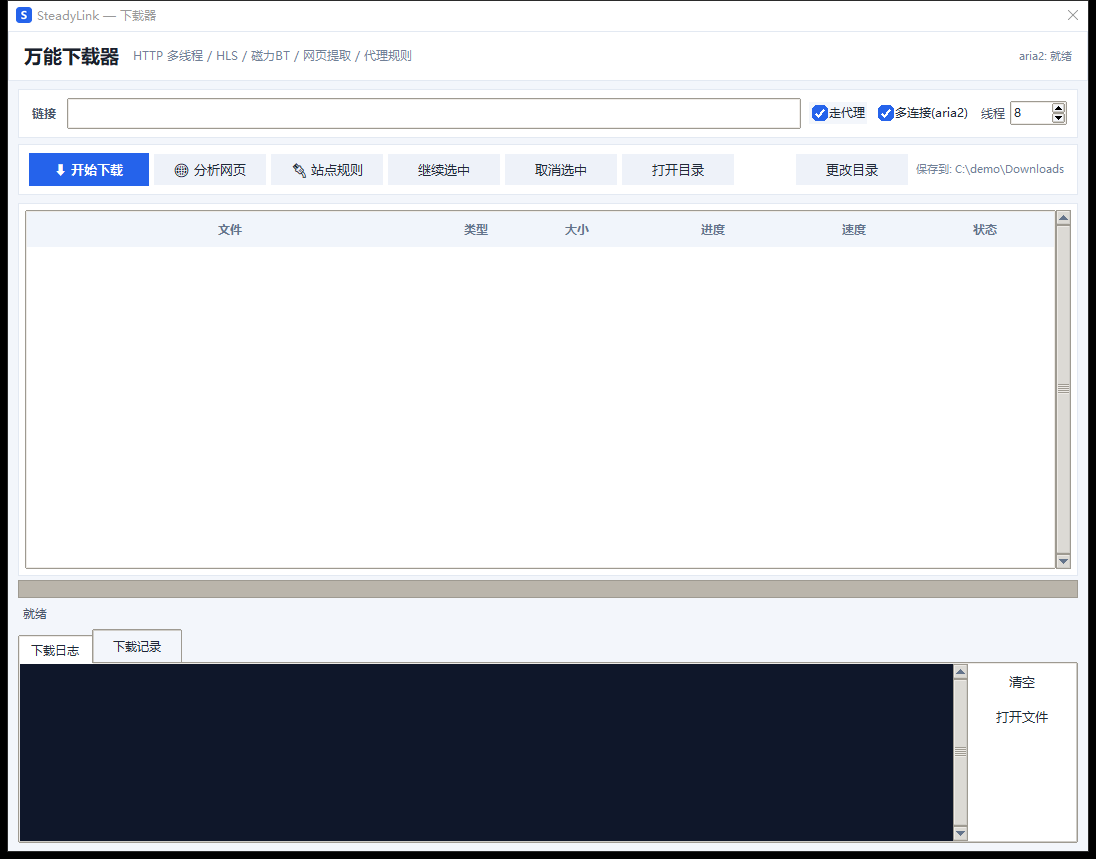 S SteadyLink — 下载器
万能下载器 HTTP 多线程 / HLS / 磁力BT / 网页提取 / 代理规则 aria2: 就绪
链接 走代理 多连接(aria2) 线程 8
⬇ 开始下载 分析网页 站点规则 继续选中 取消选中 打开目录 更改目录 保存到: C:\demo\Downloads
文件 类型 大小 进度 速度 状态
就绪
下载日志 下载记录
清空
打开文件